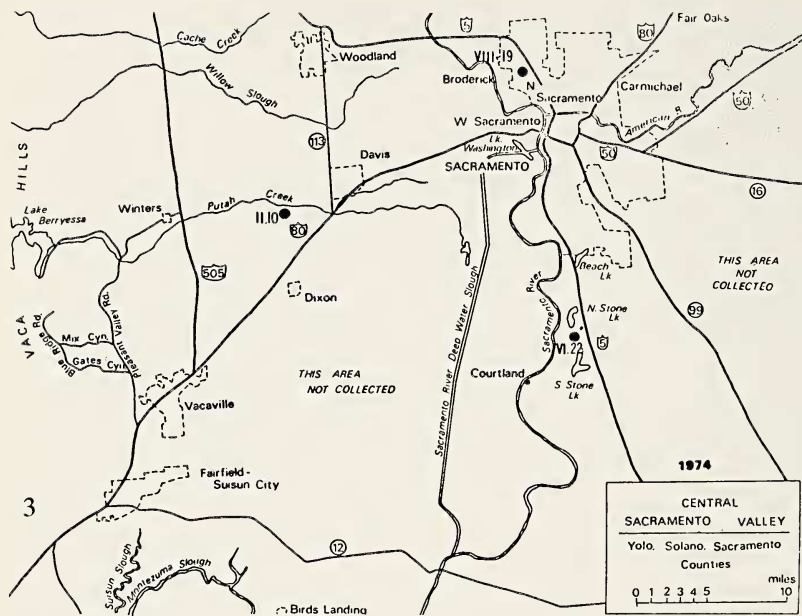 Cache Creek
5
Fair Oaks
80
Woodland
VIII-19
Willow Slough
Broderick
N
Sacramento
Carmichael
American R.
50
W Sacramento
Lk. Washington
113
Davis
SACRAMENTO
50
16
HILLS
Lake
Berryessa
Winters
Putah Creek
II.10
80
505
Dixon
Beach
Lk
THIS AREA
NOT COLLECTED
VACA
Blue Ridge Rd.
Mix Cyn.
Gates Cyn.
Pleasant Valley Rd.
Sacramento River
N. Stone
Lk
VI.22
5
99
THIS AREA
NOT COLLECTED
Sacramento River Deep Water Slough
Courtland
S Stone
Lk
Vacaville
Fairfield-
Suisun City
3
1974
CENTRAL
SACRAMENTO VALLEY
Yolo, Solano, Sacramento
Counties
miles
0 1 2 3 4 5 10
12
Suisun Slough
Montezuma Slough
Birds Landing